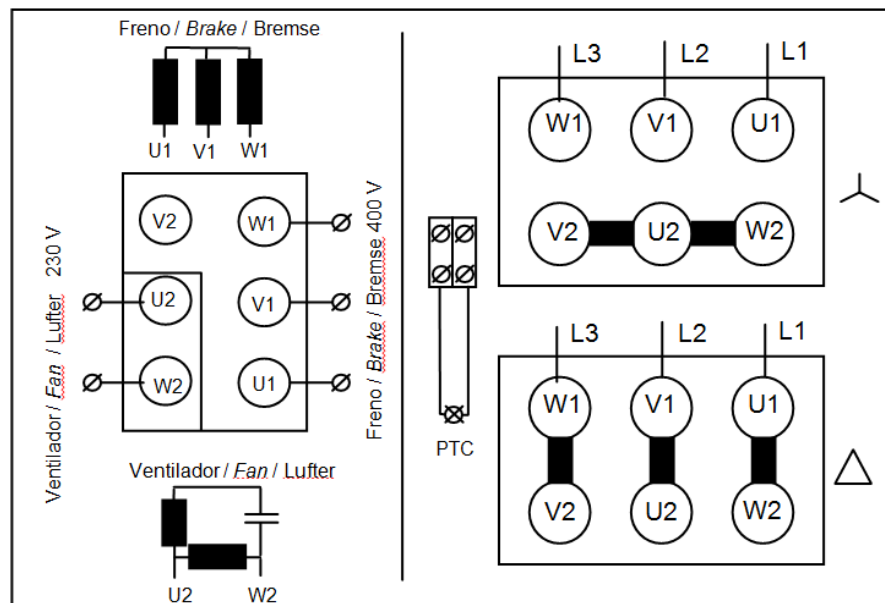 Freno / Brake / Bremse
U1 V1 W1
V2 W1
U2 V1
W2 U1
Ventilador / Fan / Lufter 230 V
Freno / Brake / Bremse 400 V
Ventilador / Fan / Lufter
U2 W2
PTC
L3 L2 L1
W1 V1 U1
V2 U2 W2
L3 L2 L1
W1 V1 U1
V2 U2 W2